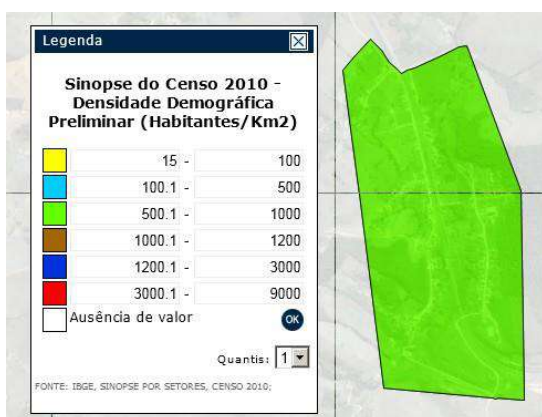 Legenda
Sinopse do Censo 2010 -
Densidade Demográfica
Preliminar (Habitantes/Km2)
15 - 100
100.1 - 500
500.1 - 1000
1000.1 - 1200
1200.1 - 3000
3000.1 - 9000
Ausência de valor OK
Quantis: 1
FONTE: IBGE, SINOPSE POR SETORES, CENSO 2010;